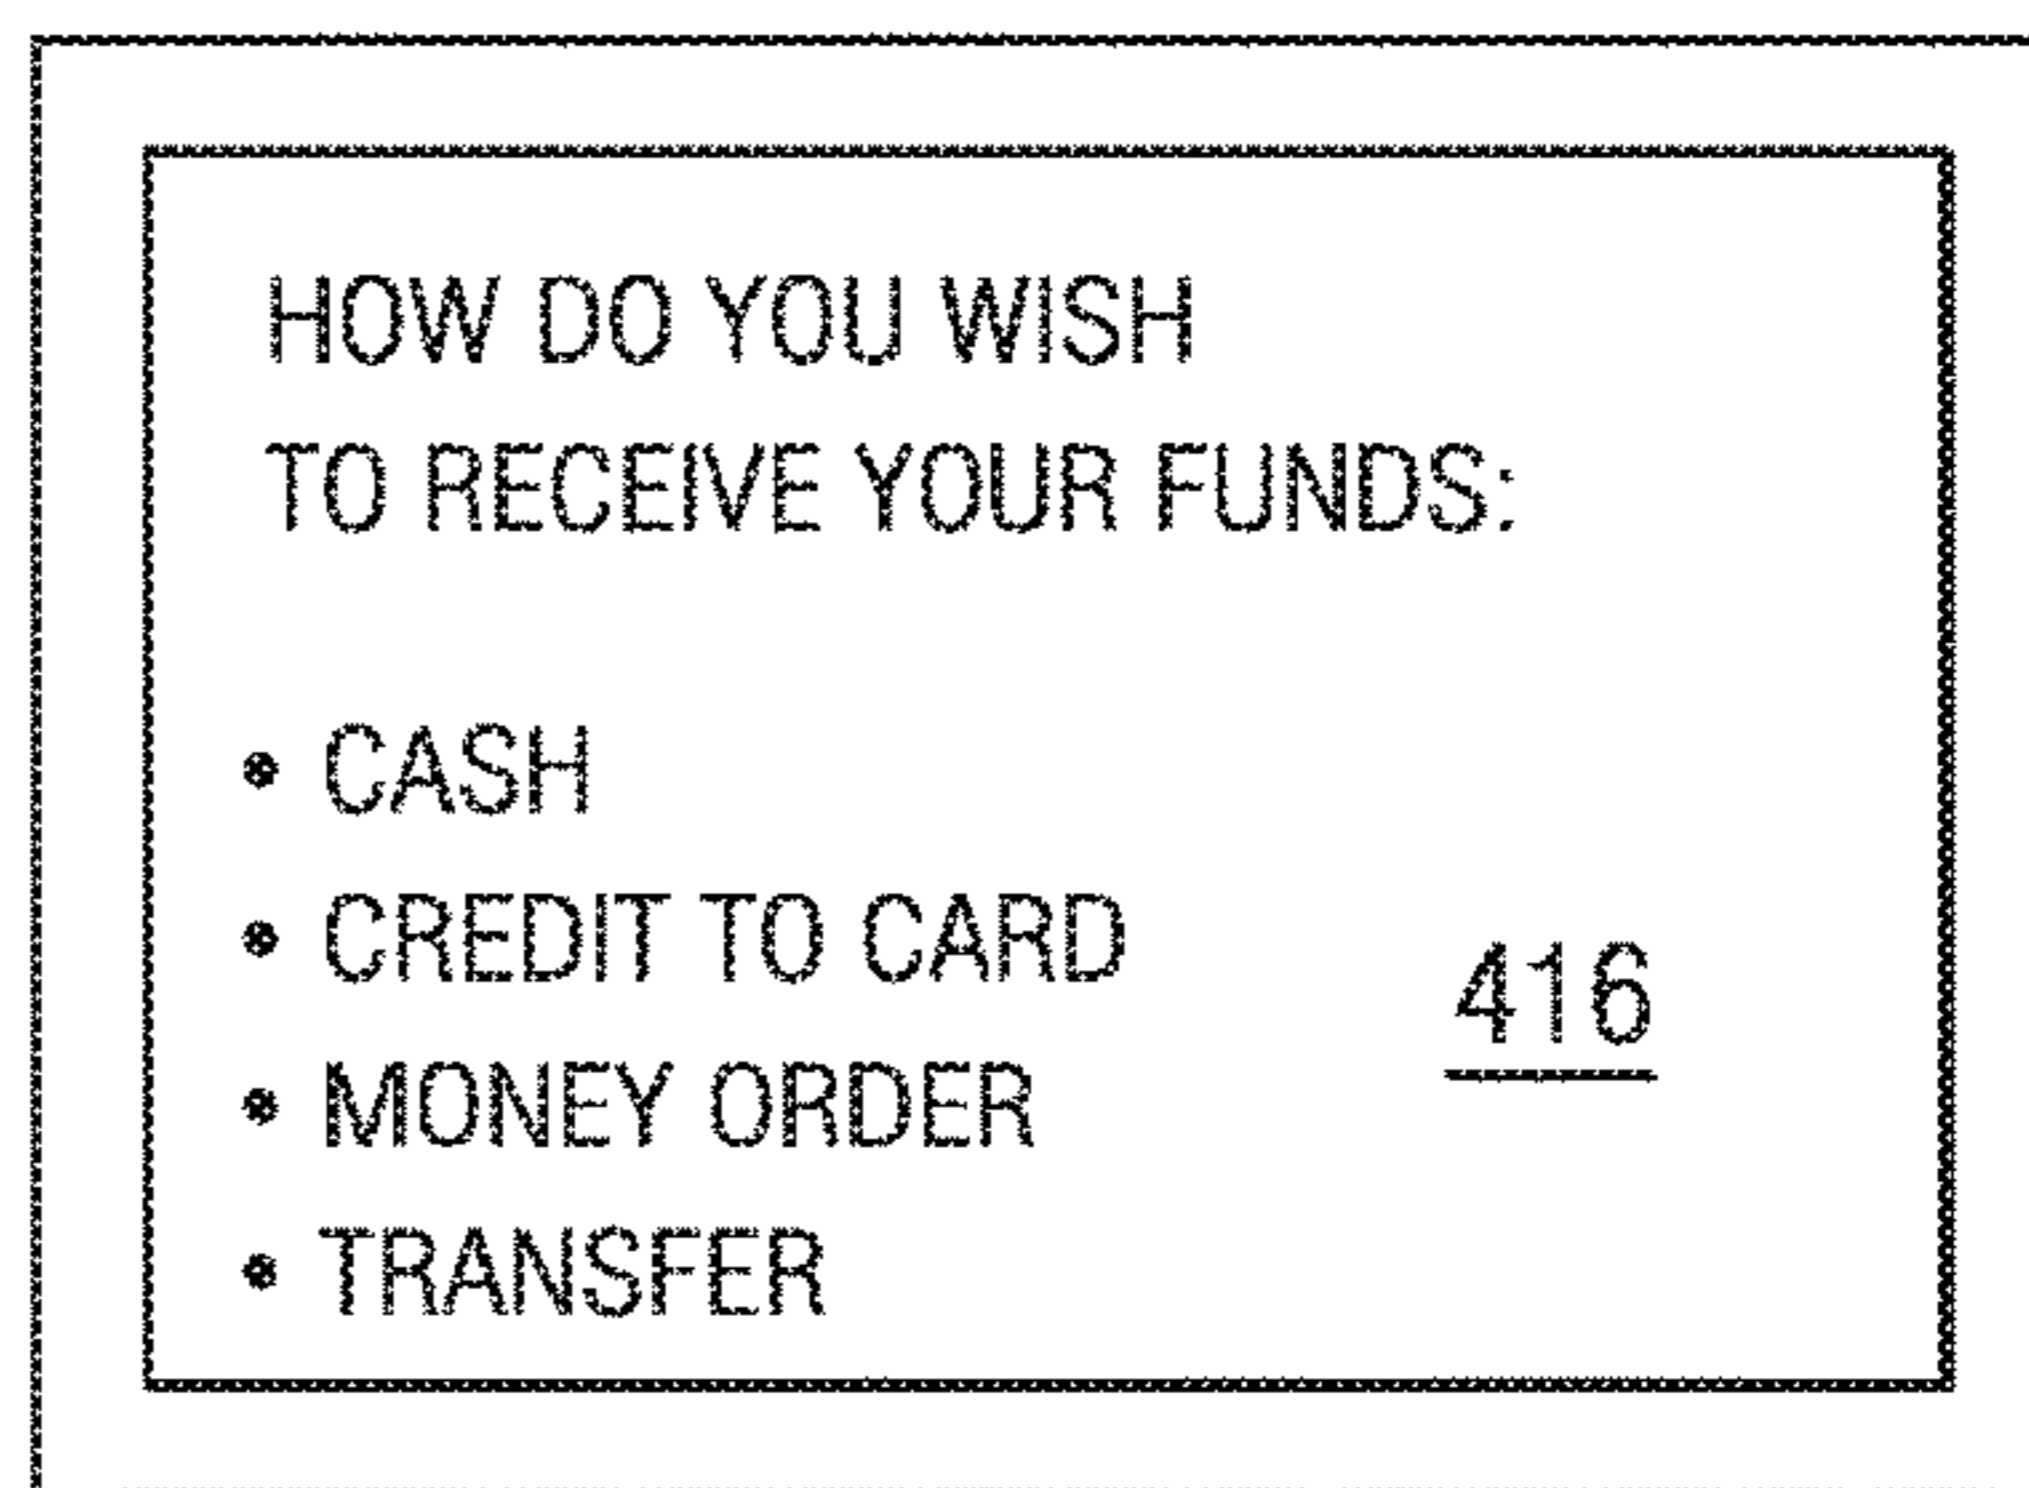 HOW DO YOU WISH
TO RECEIVE YOUR FUNDS:
• CASH
• CREDIT TO CARD
416
• MONEY ORDER
• TRANSFER